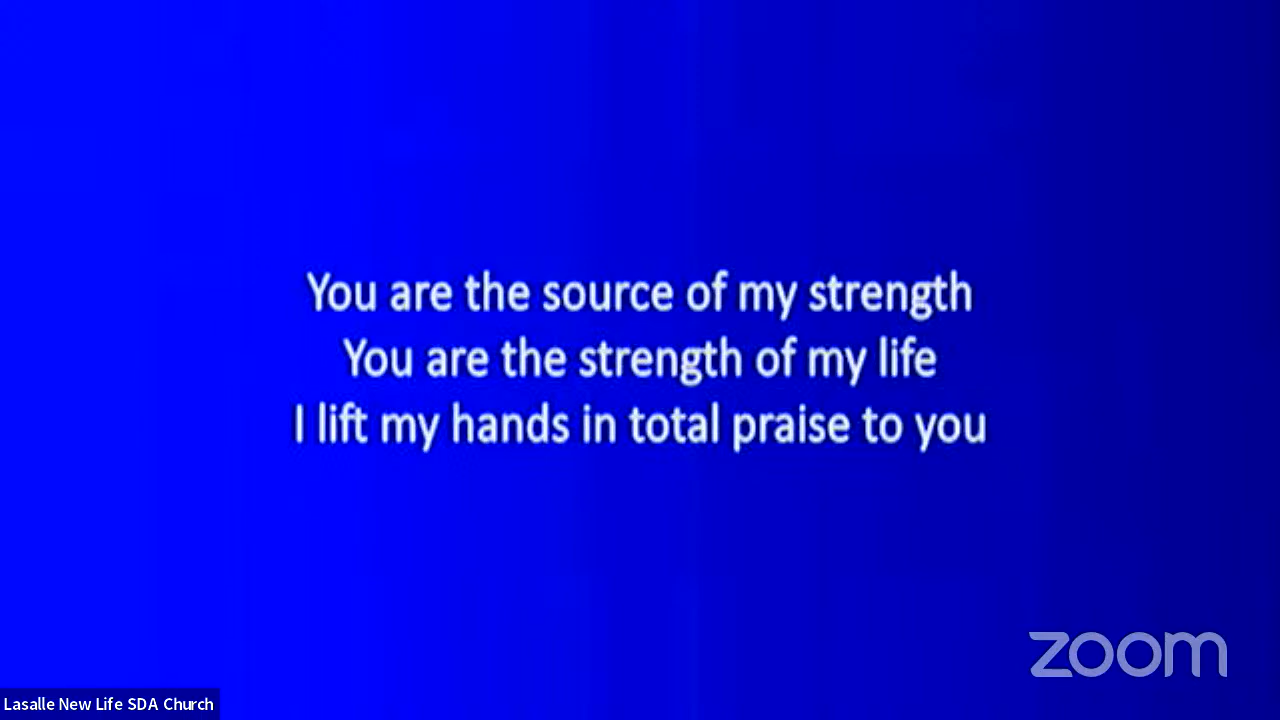 You are the source of my strength
You are the strength of my life
I lift my hands in total praise to you
zoom
Lasalle New Life SDA Church